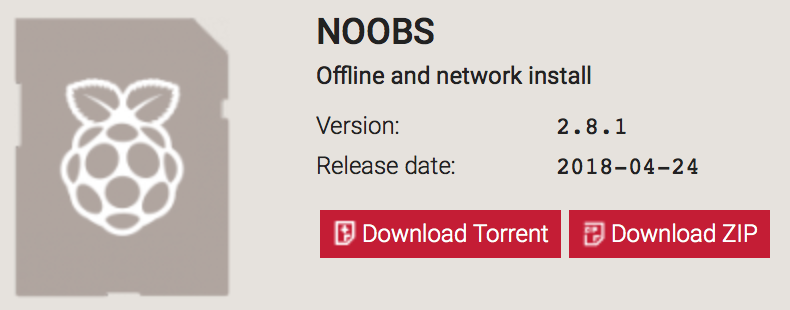 NOOBS
Offline and network install
Version: 2.8.1
Release date: 2018-04-24
Download Torrent Download ZIP